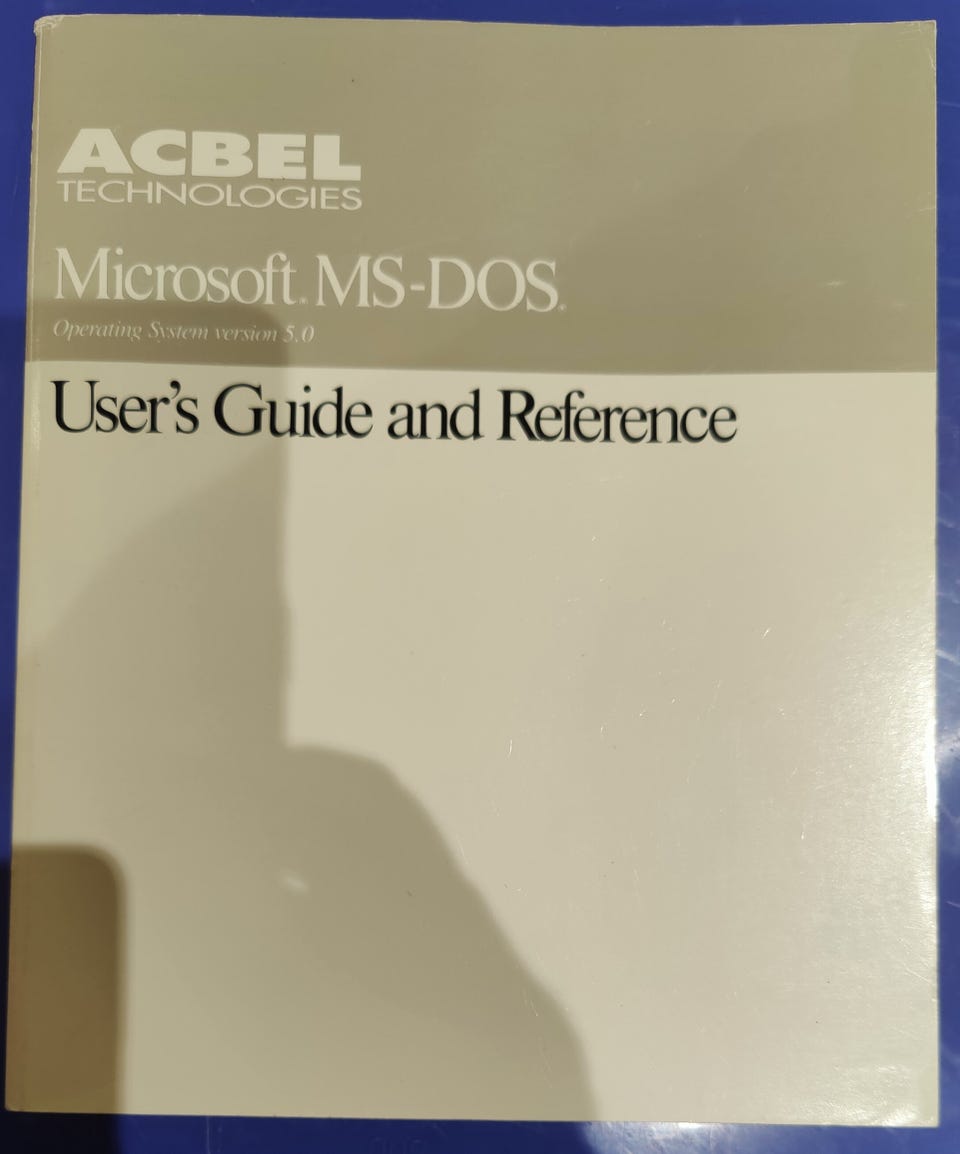 ACBEL
TECHNOLOGIES
Microsoft® MS-DOS®
Operating System version 5.0
User's Guide and Reference